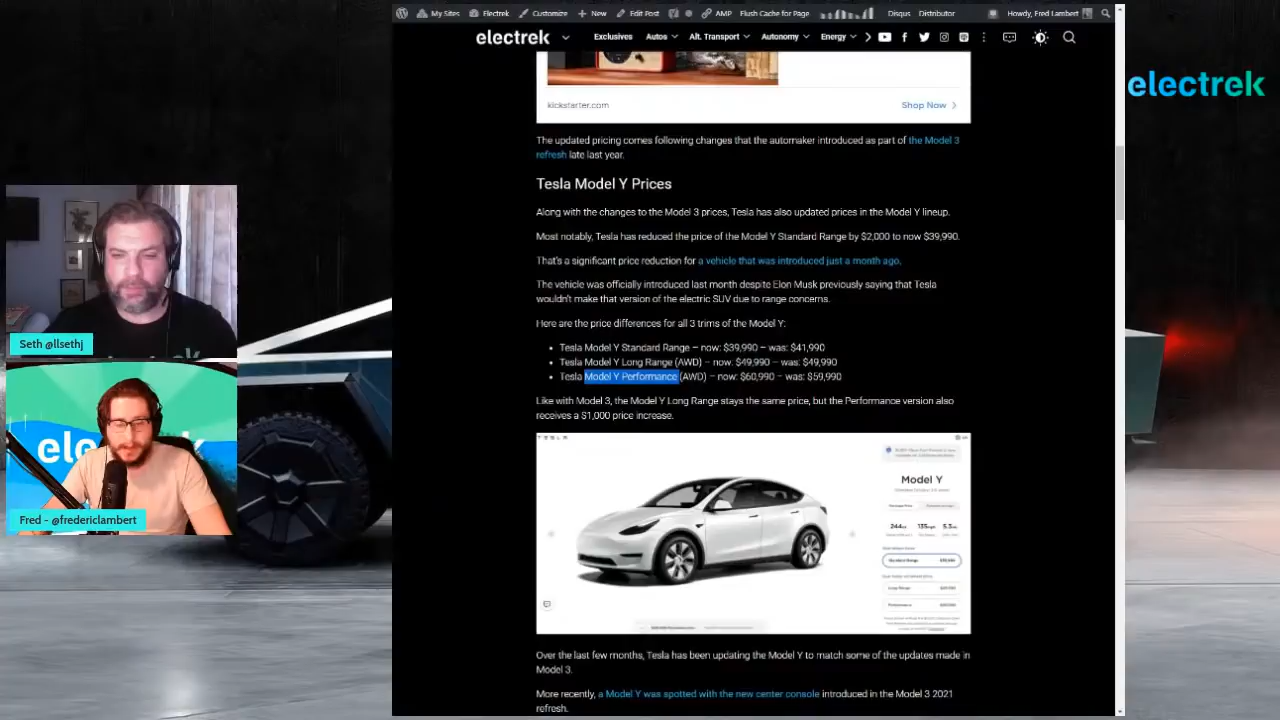 My Sites Electrek Customize New Edit Post AMP Flush Cache for Page Disqus Distributor Howdy, Fred Lambert
electrek Exclusives Autos Alt. Transport Autonomy Energy
electrek
kickstarter.com Shop Now
The updated pricing comes following changes that the automaker introduced as part of the Model 3
refresh late last year.
Tesla Model Y Prices
Along with the changes to the Model 3 prices, Tesla has also updated prices in the Model Y lineup.
Most notably, Tesla has reduced the price of the Model Y Standard Range by $2,000 to now $39,990.
That's a significant price reduction for a vehicle that was introduced just a month ago.
The vehicle was officially introduced last month despite Elon Musk previously saying that Tesla
wouldn't make that version of the electric SUV due to range concerns.
Here are the price differences for all 3 trims of the Model Y:
Tesla Model Y Standard Range – now: $39,990 – was: $41,990
Tesla Model Y Long Range (AWD) – now: $49,990 – was: $49,990
Tesla Model Y Performance (AWD) – now: $60,990 – was: $59,990
Like with Model 3, the Model Y Long Range stays the same price, but the Performance version also
receives a $1,000 price increase.
TESLA
Model Y
244 135mph 5.3
Standard Range
Long Range
Performance
Over the last few months, Tesla has been updating the Model Y to match some of the updates made in
Model 3.
More recently, a Model Y was spotted with the new center console introduced in the Model 3 2021
refresh.
Seth @llsethj
ele k
Fred - @fredericlambert